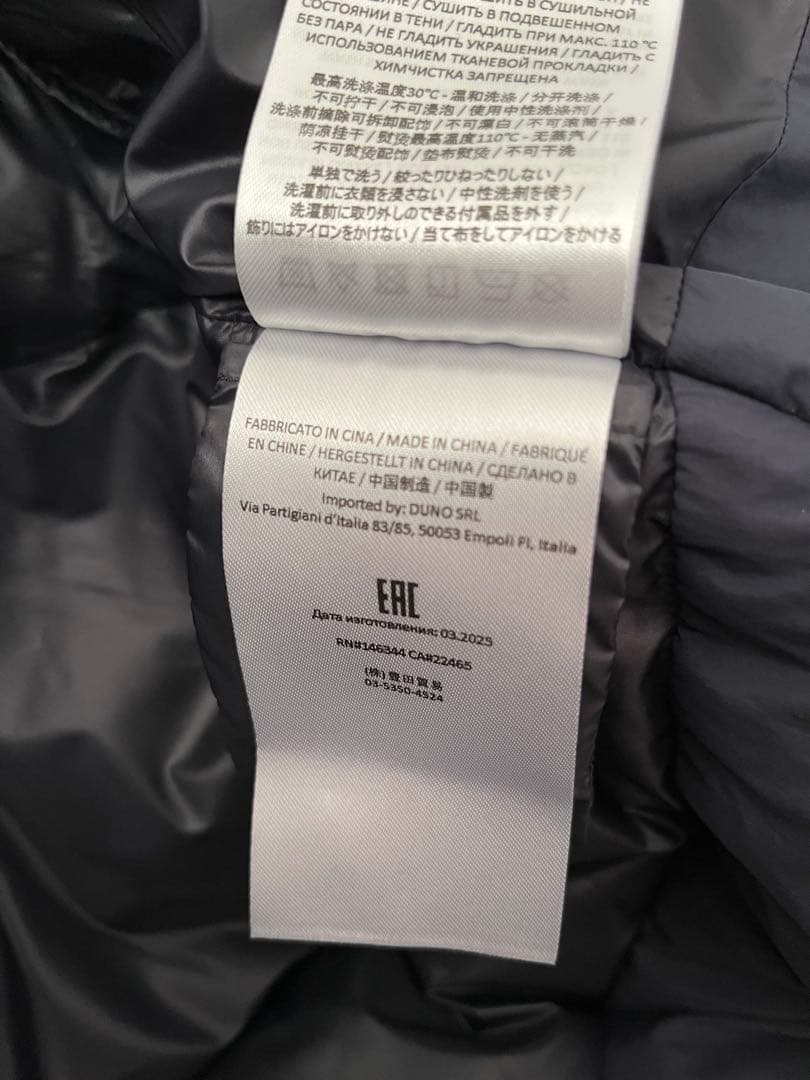 / СУШИТЬ В СУШИЛЬНОЙ
/ СУШИТЬ В ПОДВЕШЕННОМ
СОСТОЯНИИ В ТЕНИ / ГЛАДИТЬ ПРИ МАКС. 110 °C
БЕЗ ПАРА / НЕ ГЛАДИТЬ УКРАШЕНИЯ / ГЛАДИТЬ С
ИСПОЛЬЗОВАНИЕМ ТКАНЕВОЙ ПРОКЛАДКИ /
ХИМЧИСТКА ЗАПРЕЩЕНА
最高洗涤温度30℃ - 温和洗涤 / 分开洗涤 /
不可拧干 / 不可浸泡 / 使用中性洗涤剂 /
洗涤前摘除可拆卸配饰 / 不可漂白 / 不可滚筒干燥 /
荫凉挂干 / 熨烫最高温度110℃ - 无蒸汽 /
不可熨烫配饰 / 垫布熨烫 / 不可干洗
単独で洗う / 絞ったりひねったりしない /
洗濯前に衣類を浸さない / 中性洗剤を使う /
洗濯前に取り外しのできる付属品を外す /
飾りにはアイロンをかけない / 当て布をしてアイロンをかける
FABBRICATO IN CINA / MADE IN CHINA / FABRIQUÉ
EN CHINE / HERGESTELLT IN CHINA / СДЕЛАНО В
КИТАЕ / 中国制造 / 中国製
Imported by: DUNO SRL
Via Partigiani d'Italia 83/85, 50053 Empoli FI, Italia
EAC
Дата изготовления: 03.2025
RN#146344 CA#22465
(株) 豊田貿易
03-5350-4524